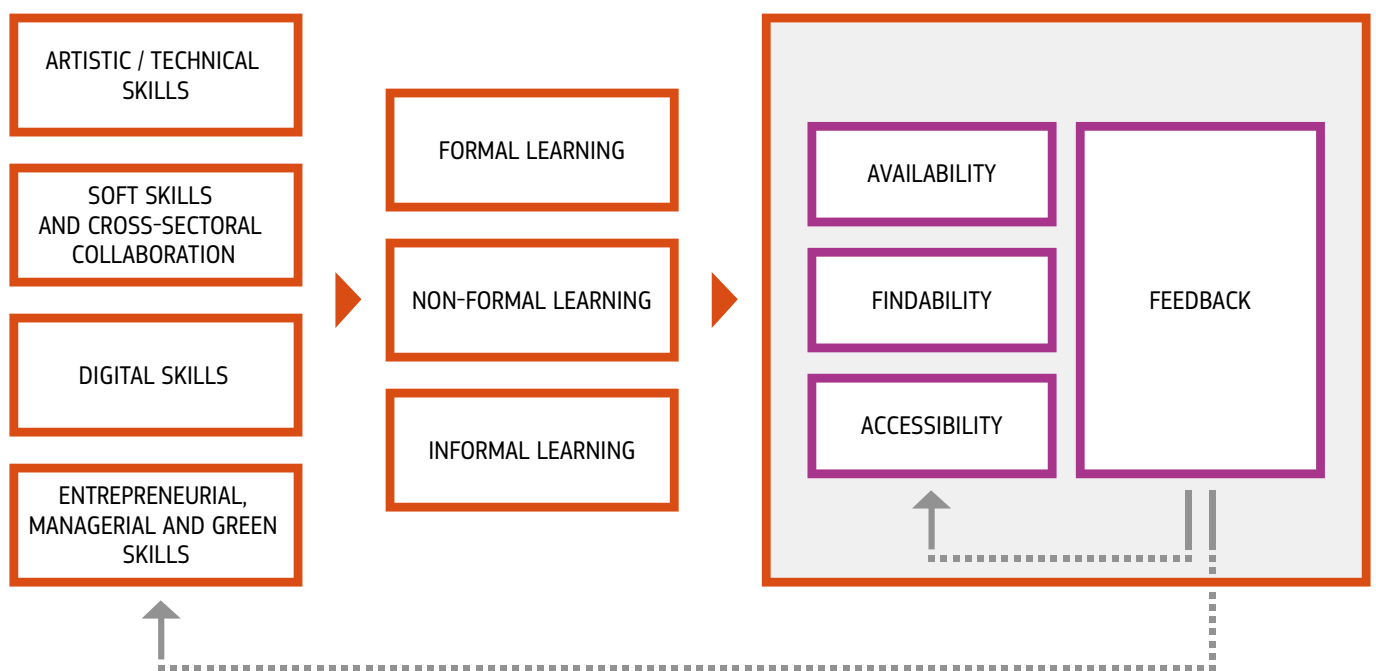 ARTISTIC / TECHNICAL
SKILLS
SOFT SKILLS
AND CROSS-SECTORAL
COLLABORATION
DIGITAL SKILLS
ENTREPRENEURIAL,
MANAGERIAL AND GREEN
SKILLS
FORMAL LEARNING
NON-FORMAL LEARNING
INFORMAL LEARNING
AVAILABILITY
FINDABILITY
ACCESSIBILITY
FEEDBACK